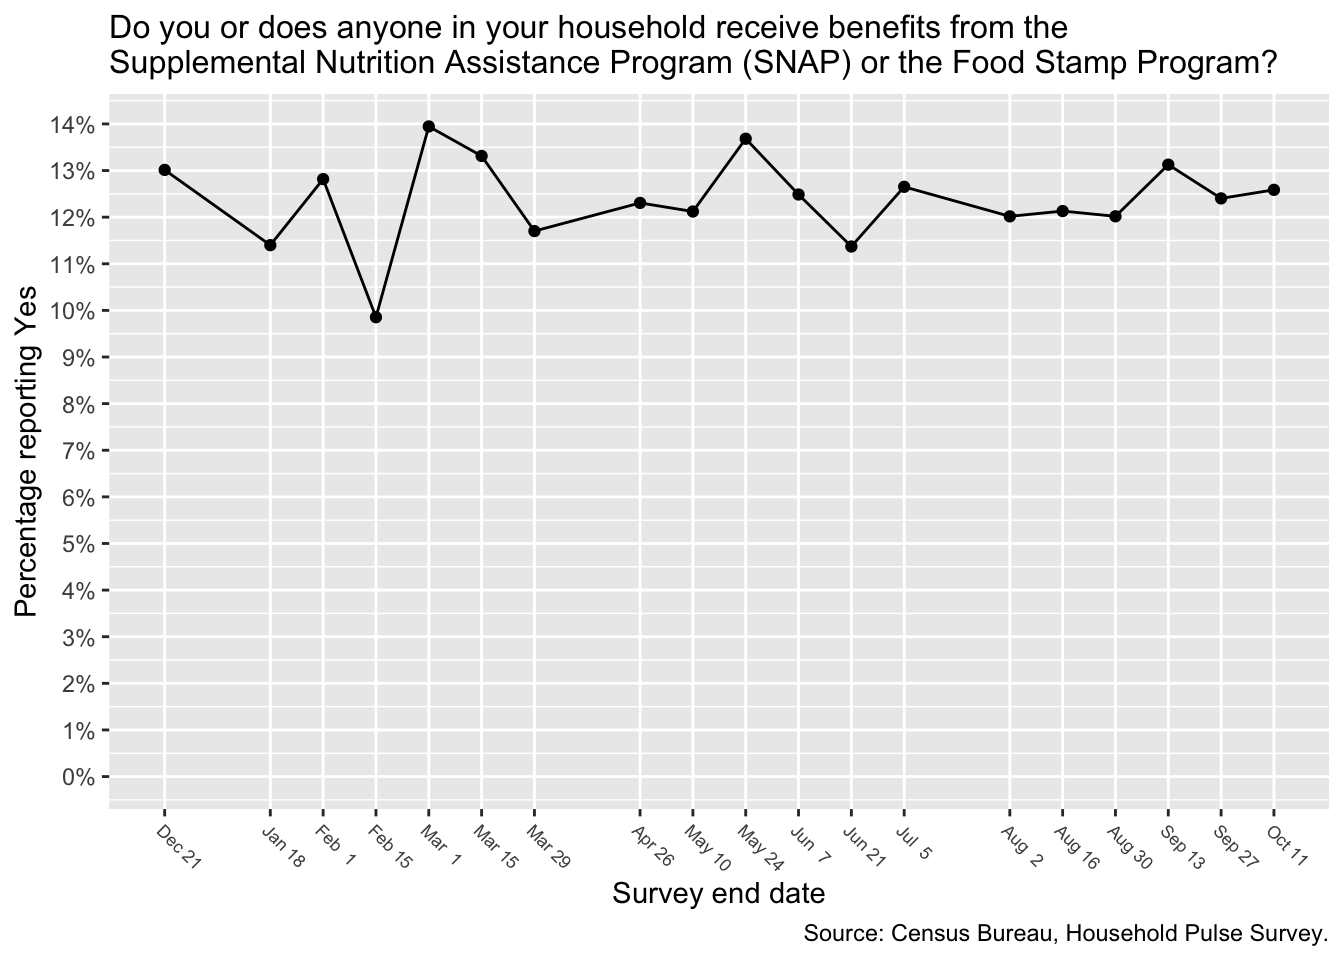 Do you or does anyone in your household receive benefits from the
Supplemental Nutrition Assistance Program (SNAP) or the Food Stamp Program?
14%
13%
12%
11%
10%
9%
8%
7%
6%
5%
4%
3%
2%
1%
0%
Percentage reporting Yes
Dec 21
Jan 18
Feb 1
Feb 15
Mar 1
Mar 15
Mar 29
Apr 26
May 10
May 24
Jun 7
Jun 21
Jul 5
Aug 2
Aug 16
Aug 30
Sep 13
Sep 27
Oct 11
Survey end date
Source: Census Bureau, Household Pulse Survey.